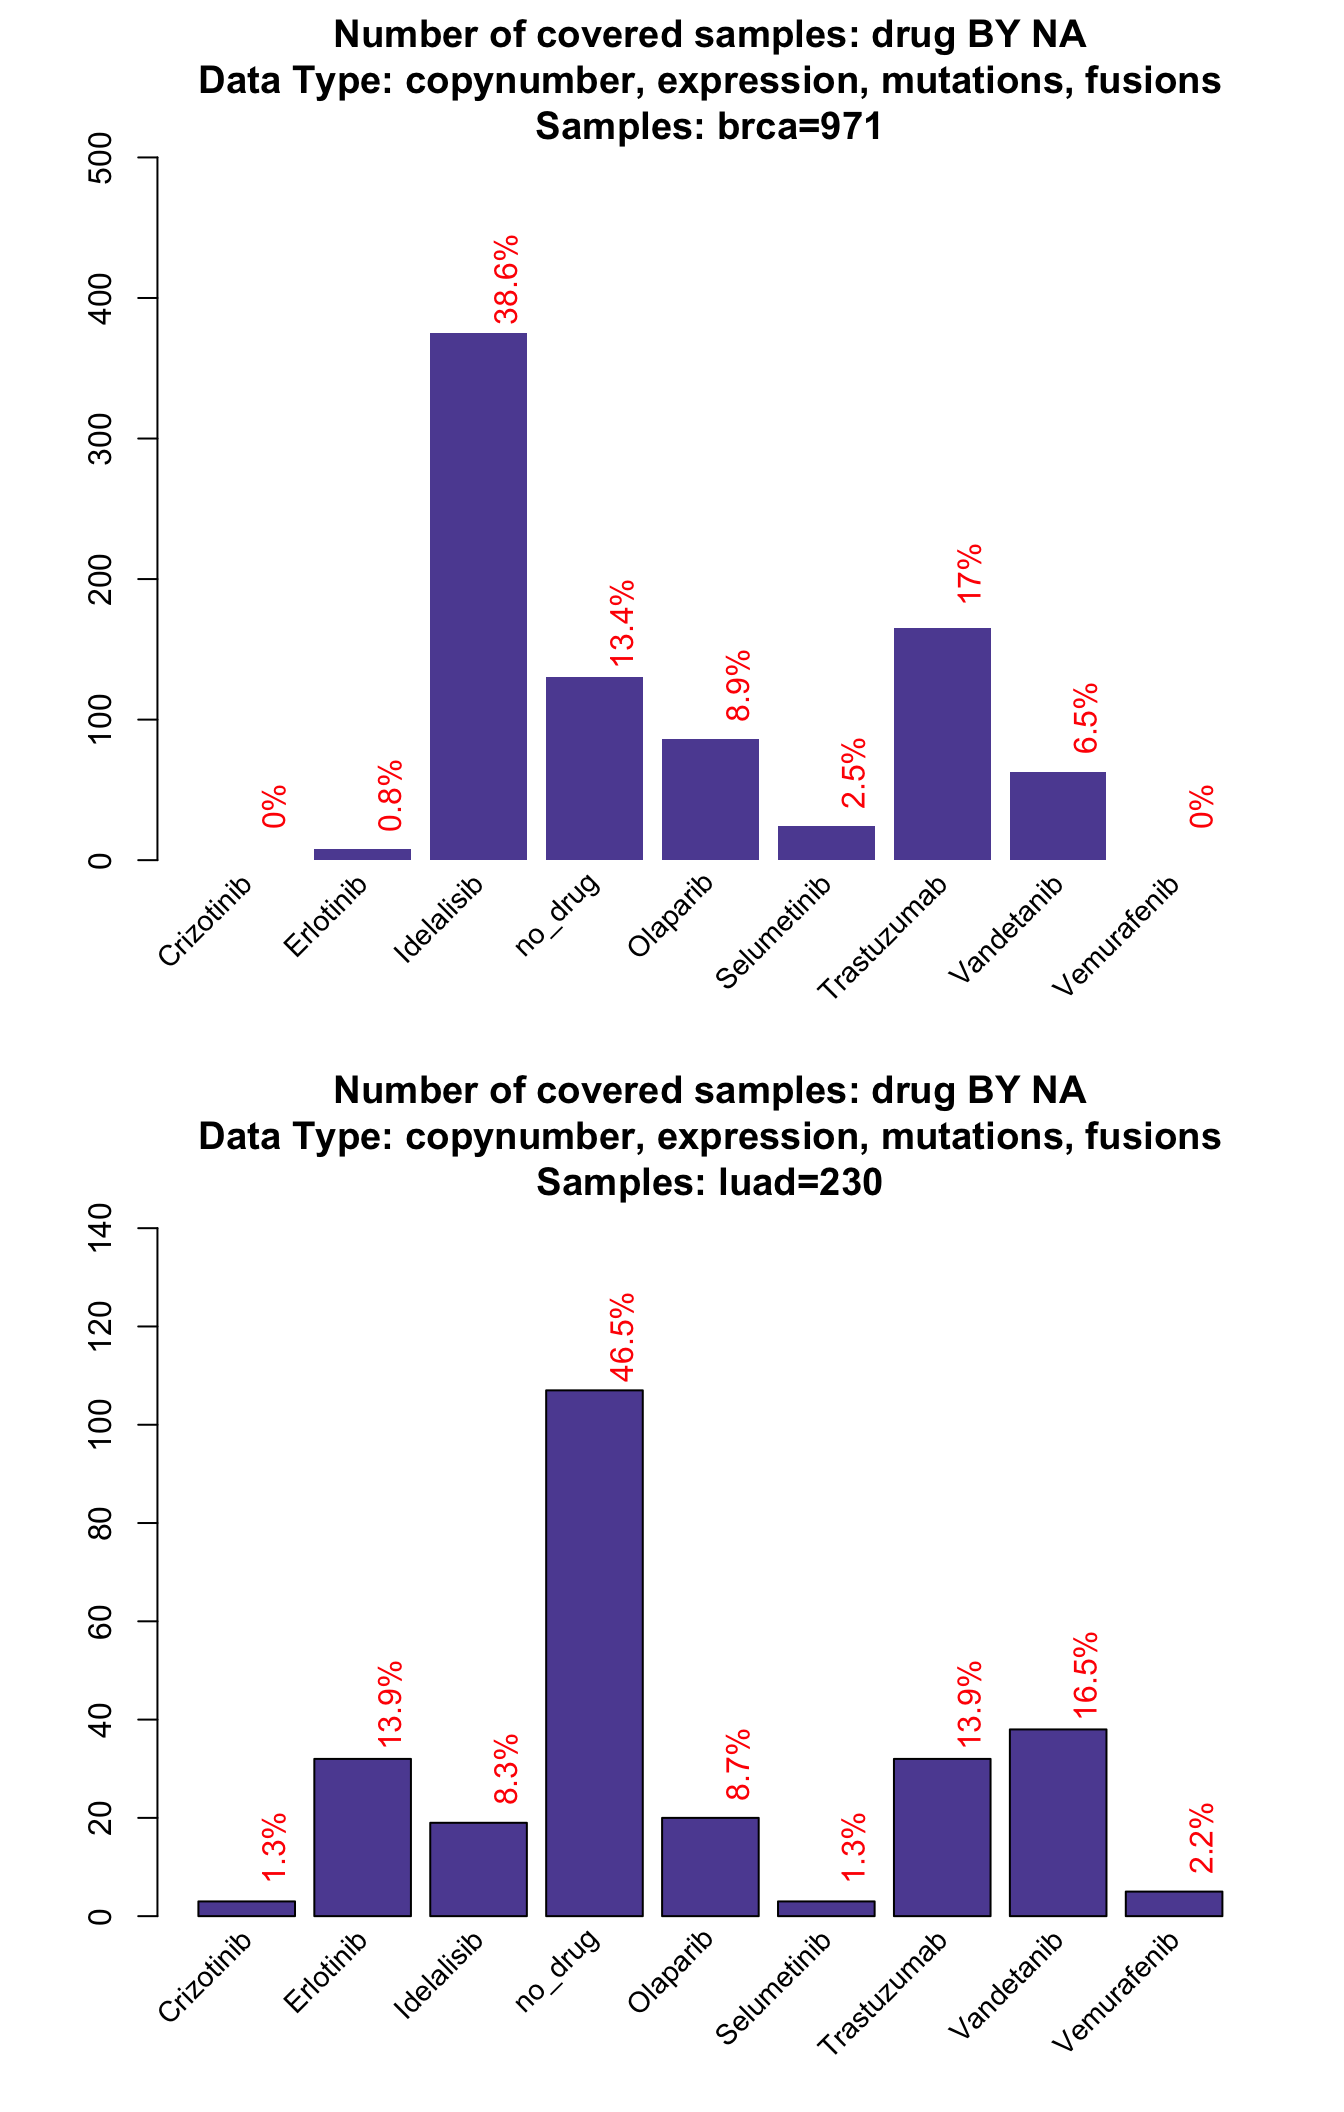 Number of covered samples: drug BY NA
Data Type: copynumber, expression, mutations, fusions
Samples: brca=971
500
400
300
200
100
0
0%
0.8%
38.6%
13.4%
8.9%
2.5%
17%
6.5%
0%
Crizotinib
Erlotinib
Idelalisib
no_drug
Olaparib
Selumetinib
Trastuzumab
Vandetanib
Vemurafenib
Number of covered samples: drug BY NA
Data Type: copynumber, expression, mutations, fusions
Samples: luad=230
140
120
100
80
60
40
20
0
1.3%
13.9%
8.3%
46.5%
8.7%
1.3%
13.9%
16.5%
2.2%
Crizotinib
Erlotinib
Idelalisib
no_drug
Olaparib
Selumetinib
Trastuzumab
Vandetanib
Vemurafenib